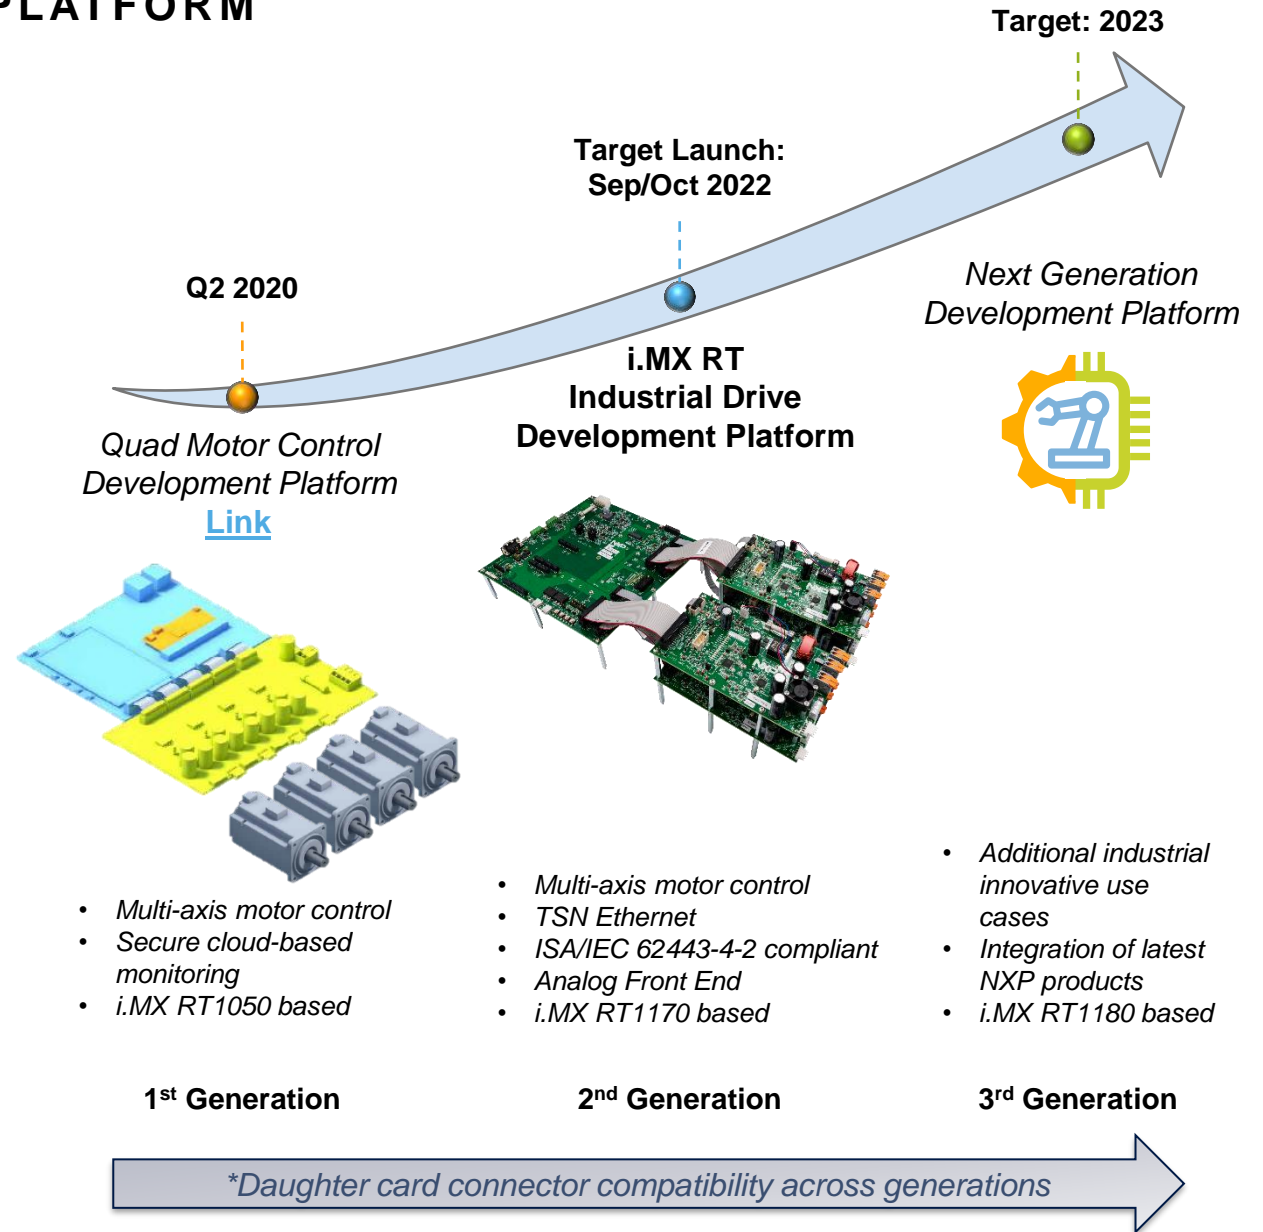 PLATFORM
Target: 2023
Target Launch:
Sep/Oct 2022
Q2 2020
Next Generation
Development Platform
i.MX RT
Industrial Drive
Development Platform
Quad Motor Control
Development Platform
Link
• Multi-axis motor control
• Secure cloud-based
monitoring
• i.MX RT1050 based
• Multi-axis motor control
• TSN Ethernet
• ISA/IEC 62443-4-2 compliant
• Analog Front End
• i.MX RT1170 based
• Additional industrial
innovative use
cases
• Integration of latest
NXP products
• i.MX RT1180 based
1st Generation
2nd Generation
3rd Generation
*Daughter card connector compatibility across generations